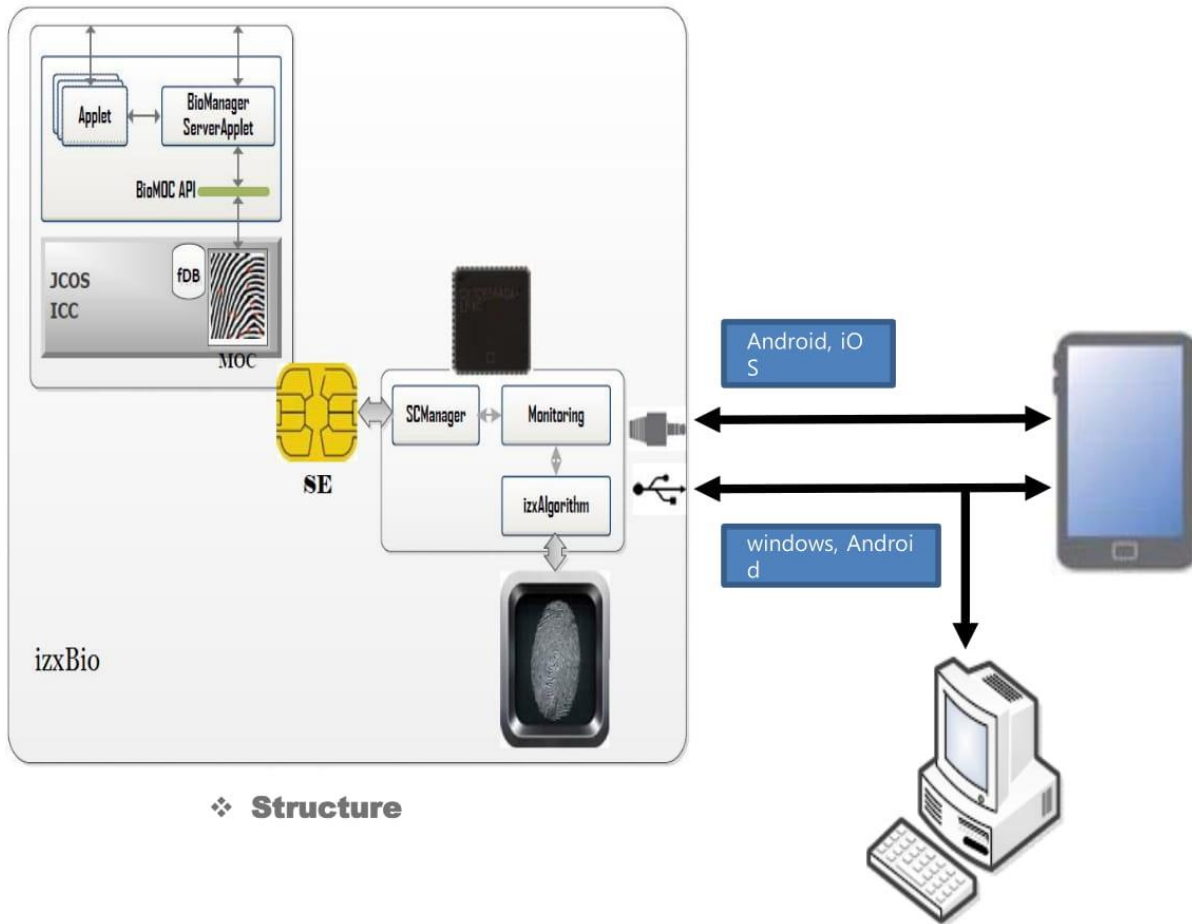 Applet
BioManager
ServerApplet
BioMOC API
JCOS
ICC
fDB
MOC
SE
SCManager
Monitoring
izxAlgorithm
izxBio
Android, iO
S
windows, Androi
d
❖ Structure